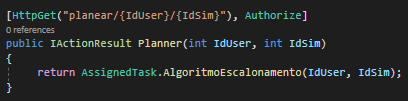 [HttpGet("planear/{IdUser}/{IdSim}"), Authorize]
0 references
public IActionResult Planner(int IdUser, int IdSim)
{
return AssignedTask.AlgoritmoEscalonamento(IdUser, IdSim);
}